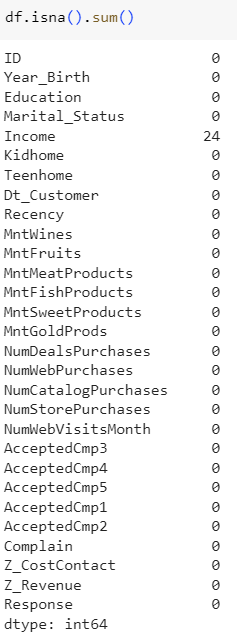 df.isna().sum()
ID 0
Year_Birth 0
Education 0
Marital_Status 0
Income 24
Kidhome 0
Teenhome 0
Dt_Customer 0
Recency 0
MntWines 0
MntFruits 0
MntMeatProducts 0
MntFishProducts 0
MntSweetProducts 0
MntGoldProds 0
NumDealsPurchases 0
NumWebPurchases 0
NumCatalogPurchases 0
NumStorePurchases 0
NumWebVisitsMonth 0
AcceptedCmp3 0
AcceptedCmp4 0
AcceptedCmp5 0
AcceptedCmp1 0
AcceptedCmp2 0
Complain 0
Z_CostContact 0
Z_Revenue 0
Response 0
dtype: int64